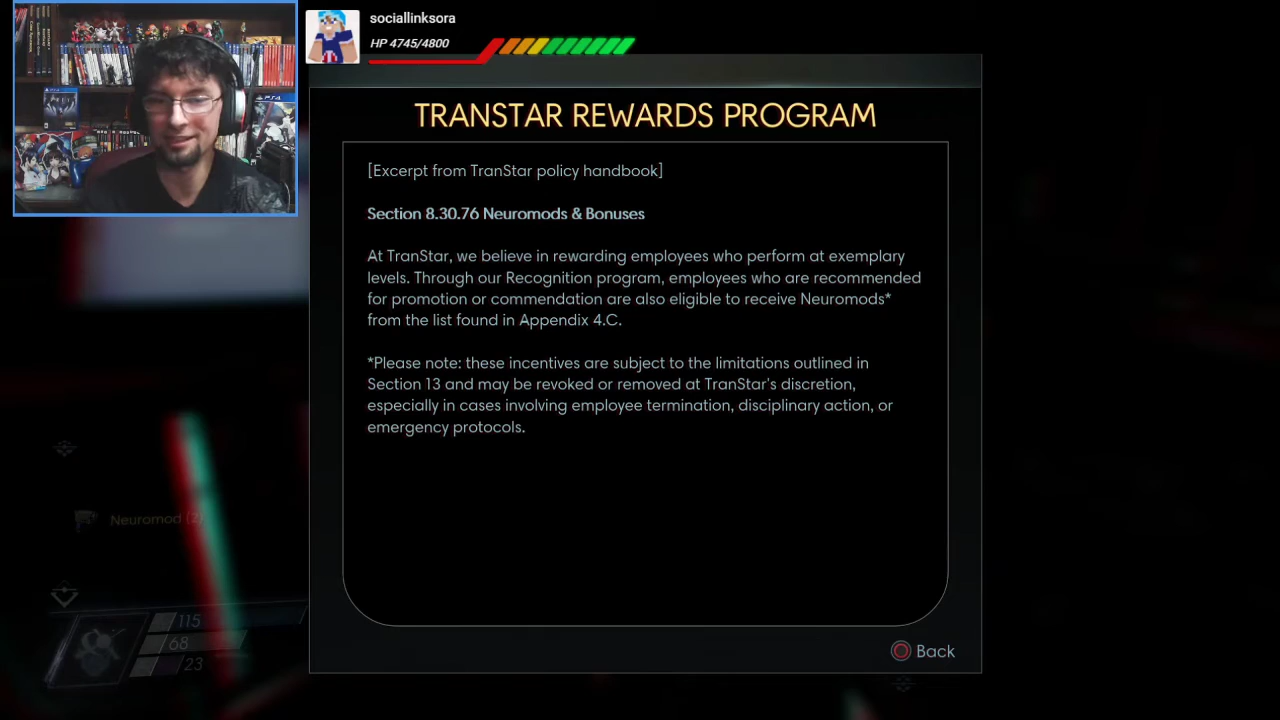 sociallinksora
HP 4745/4800
TRANSTAR REWARDS PROGRAM
[Excerpt from TranStar policy handbook]
Section 8.30.76 Neuromods & Bonuses
At TranStar, we believe in rewarding employees who perform at exemplary
levels. Through our Recognition program, employees who are recommended
for promotion or commendation are also eligible to receive Neuromods*
from the list found in Appendix 4.C.
*Please note: these incentives are subject to the limitations outlined in
Section 13 and may be revoked or removed at TranStar's discretion,
especially in cases involving employee termination, disciplinary action, or
emergency protocols.
Neuromod (2)
115
68
23
Back